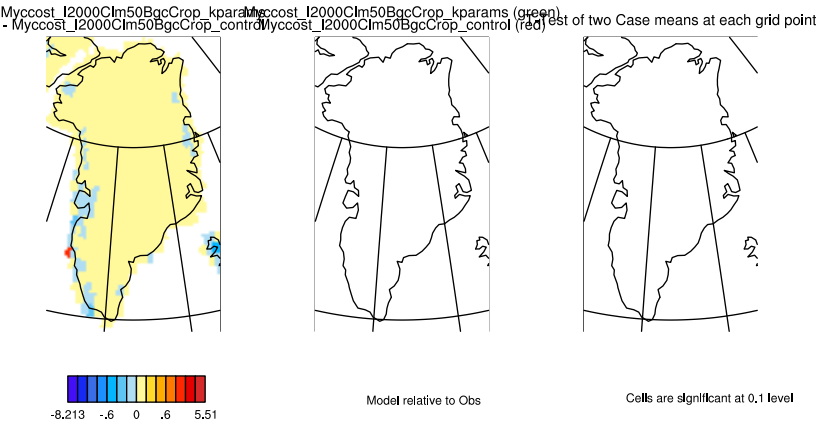 Myccost_I2000Clm50BgcCrop_kparams
- Myccost_I2000Clm50BgcCrop_control
Myccost_I2000Clm50BgcCrop_kparams (green)
Myccost_I2000Clm50BgcCrop_control (red)
T-Test of two Case means at each grid point
-8.213 -.6 0 .6 5.51
Model relative to Obs
Cells are significant at 0.1 level